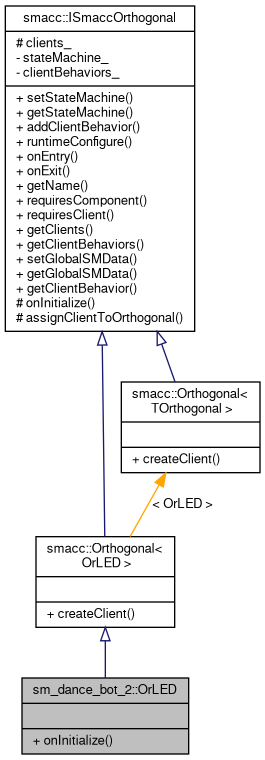 smacc::ISmaccOrthogonal
# clients_
- stateMachine_
- clientBehaviors_
+ setStateMachine()
+ getStateMachine()
+ addClientBehavior()
+ runtimeConfigure()
+ onEntry()
+ onExit()
+ getName()
+ requiresComponent()
+ requiresClient()
+ getClients()
+ getClientBehaviors()
+ setGlobalSMData()
+ getGlobalSMData()
+ getClientBehavior()
# onInitialize()
# assignClientToOrthogonal()
smacc::Orthogonal<
TOrthogonal >
+ createClient()
< OrLED >
smacc::Orthogonal<
OrLED >
+ createClient()
sm_dance_bot_2::OrLED
+ onInitialize()